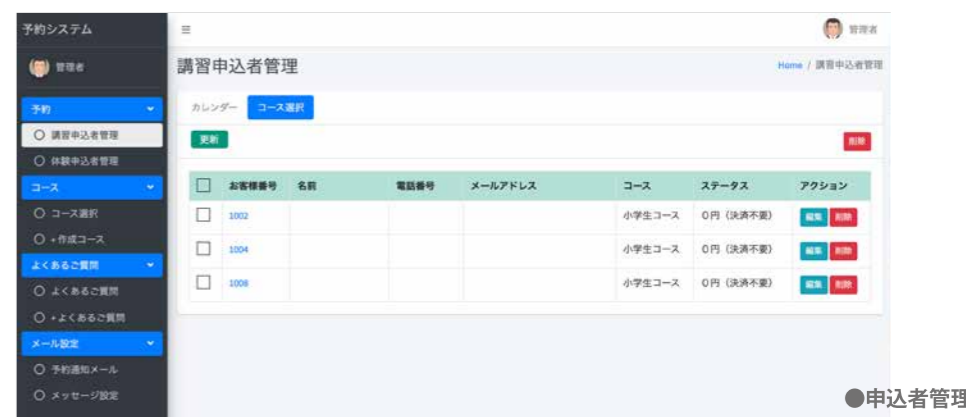 予約システム
管理者
管理者
講習申込者管理
Home / 講習申込者管理
予約
講習申込者管理
体験申込者管理
コース
コース選択
+作成コース
よくあるご質問
よくあるご質問
+よくあるご質問
メール設定
予約通知メール
メッセージ設定
カレンダー コース選択
更新 削除
お客様番号 名前 電話番号 メールアドレス コース ステータス アクション
1002 小学生コース 0円（決済不要） 編集 削除
1004 小学生コース 0円（決済不要） 編集 削除
1008 小学生コース 0円（決済不要） 編集 削除
●申込者管理